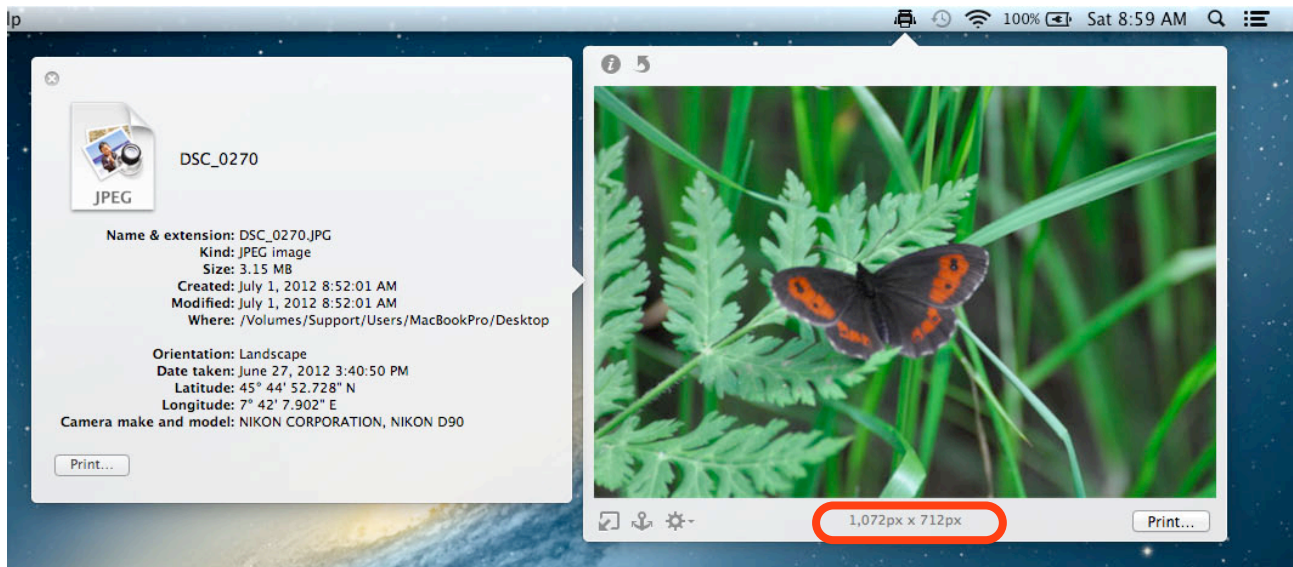 lp
100%
Sat 8:59 AM
DSC_0270
JPEG
Name & extension: DSC_0270.JPG
Kind: JPEG image
Size: 3.15 MB
Created: July 1, 2012 8:52:01 AM
Modified: July 1, 2012 8:52:01 AM
Where: /Volumes/Support/Users/MacBookPro/Desktop
Orientation: Landscape
Date taken: June 27, 2012 3:40:50 PM
Latitude: 45° 44' 52.728" N
Longitude: 7° 42' 7.902" E
Camera make and model: NIKON CORPORATION, NIKON D90
Print...
1,072px x 712px
Print...